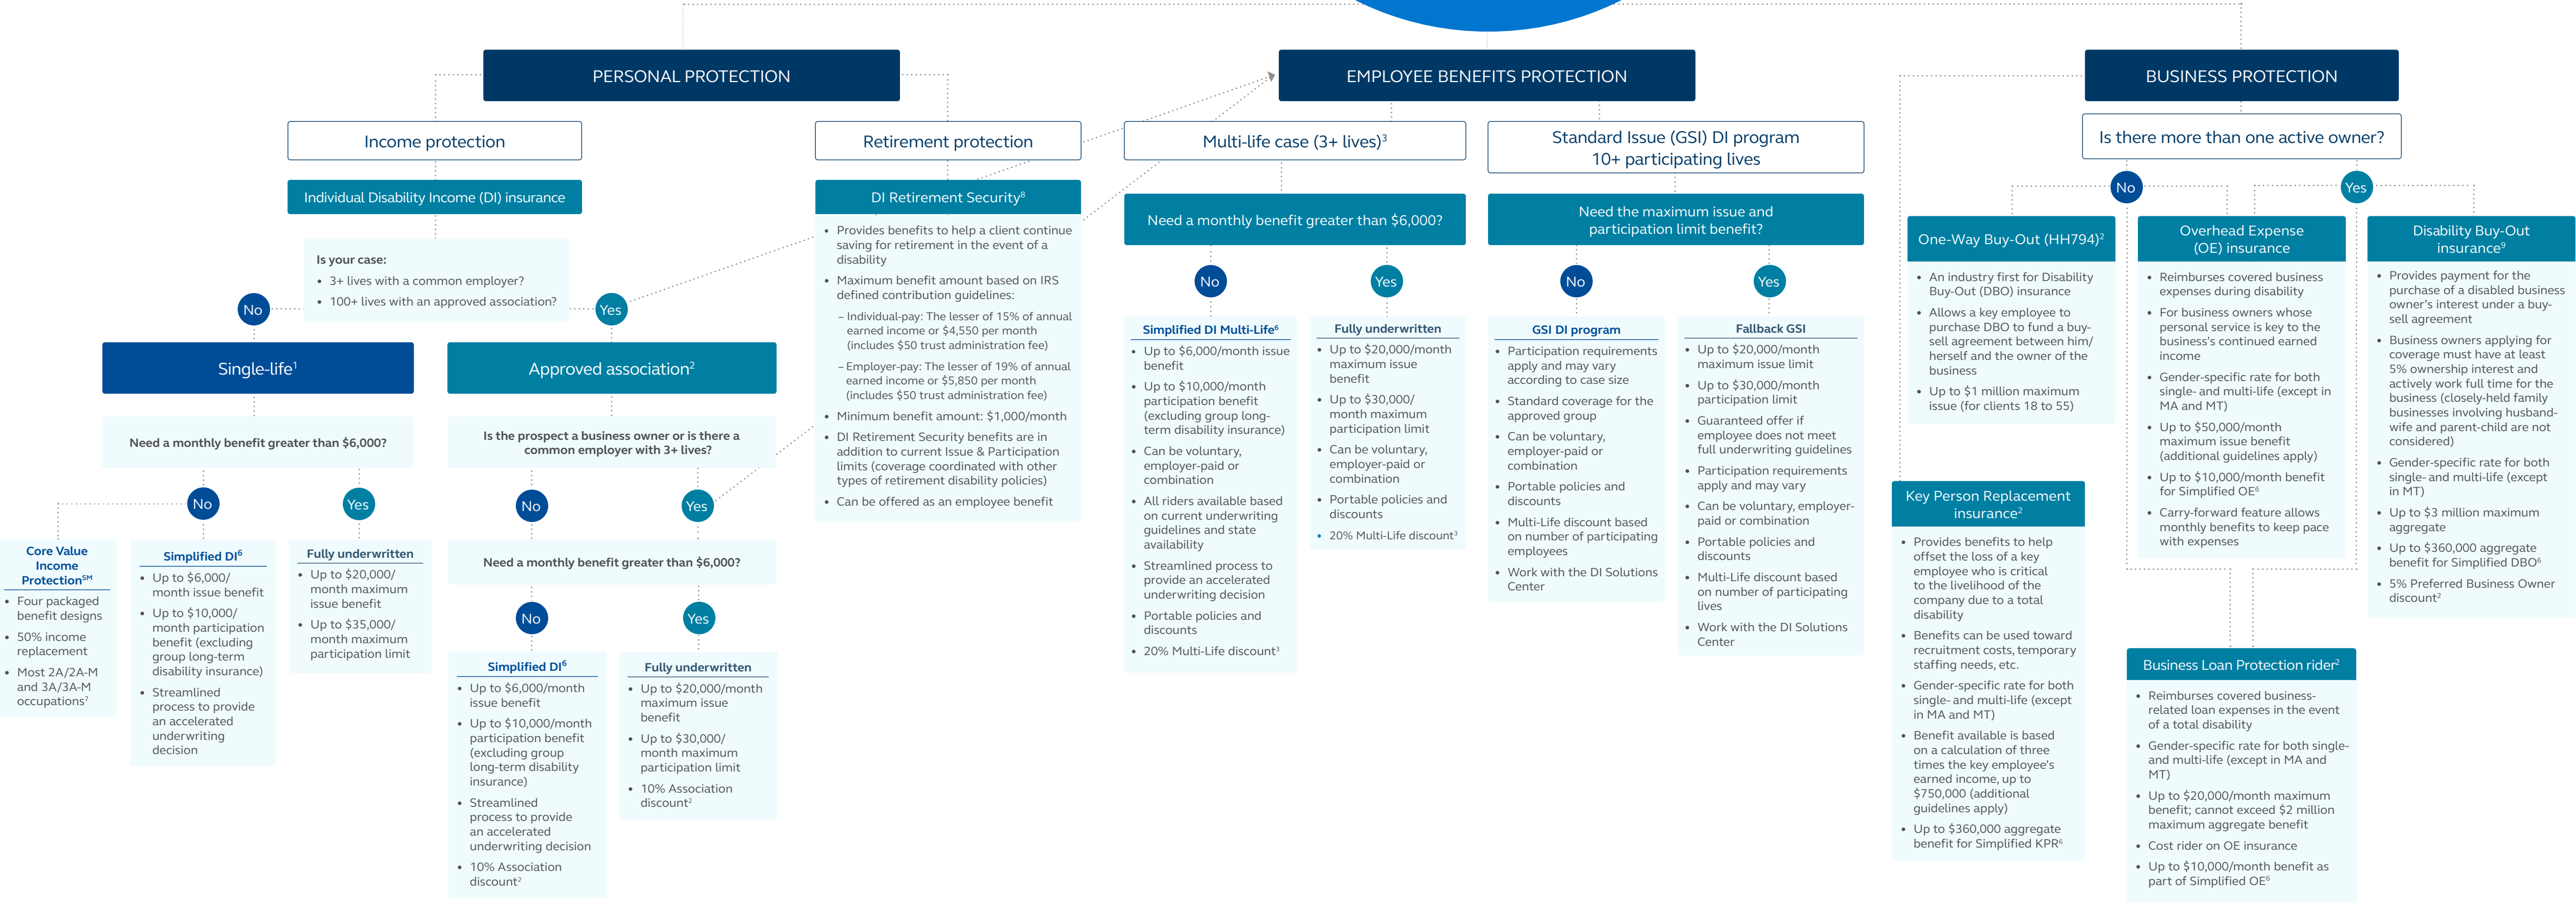 PERSONAL PROTECTION
Income protection
Individual Disability Income (DI) insurance
Is your case:
• 3+ lives with a common employer?
• 100+ lives with an approved association?
No
Yes
Single-life1
Need a monthly benefit greater than $6,000?
No
Yes
Core Value
Income
ProtectionSM
• Four packaged
benefit designs
• 50% income
replacement
• Most 2A/2A-M
and 3A/3A-M
occupations7
Simplified DI6
• Up to $6,000/
month issue benefit
• Up to $10,000/
month participation
benefit (excluding
group long-term
disability insurance)
• Streamlined
process to provide
an accelerated
underwriting
decision
Fully underwritten
• Up to $20,000/
month maximum
issue benefit
• Up to $35,000/
month maximum
participation limit
Approved association2
Is the prospect a business owner or is there a
common employer with 3+ lives?
No
Yes
Need a monthly benefit greater than $6,000?
No
Yes
Simplified DI6
• Up to $6,000/month
issue benefit
• Up to $10,000/month
participation benefit
(excluding group
long-term disability
insurance)
• Streamlined
process to provide
an accelerated
underwriting decision
• 10% Association
discount2
Fully underwritten
• Up to $20,000/month
maximum issue
benefit
• Up to $30,000/
month maximum
participation limit
• 10% Association
discount2
Retirement protection
DI Retirement Security8
• Provides benefits to help a client continue
saving for retirement in the event of a
disability
• Maximum benefit amount based on IRS
defined contribution guidelines:
– Individual-pay: The lesser of 15% of annual
earned income or $4,550 per month
(includes $50 trust administration fee)
– Employer-pay: The lesser of 19% of annual
earned income or $5,850 per month
(includes $50 trust administration fee)
• Minimum benefit amount: $1,000/month
• DI Retirement Security benefits are in
addition to current Issue & Participation
limits (coverage coordinated with other
types of retirement disability policies)
• Can be offered as an employee benefit
EMPLOYEE BENEFITS PROTECTION
Multi-life case (3+ lives)3
Need a monthly benefit greater than $6,000?
No
Yes
Simplified DI Multi-Life6
• Up to $6,000/month issue
benefit
• Up to $10,000/month
participation benefit
(excluding group long-
term disability insurance)
• Can be voluntary,
employer-paid or
combination
• All riders available based
on current underwriting
guidelines and state
availability
• Streamlined process to
provide an accelerated
underwriting decision
• Portable policies and
discounts
• 20% Multi-Life discount3
Fully underwritten
• Up to $20,000/month
maximum issue
benefit
• Up to $30,000/
month maximum
participation limit
• Can be voluntary,
employer-paid or
combination
• Portable policies and
discounts
• 20% Multi-Life discount3
Standard Issue (GSI) DI program
10+ participating lives
Need the maximum issue and
participation limit benefit?
No
Yes
GSI DI program
• Participation requirements
apply and may vary
according to case size
• Standard coverage for the
approved group
• Can be voluntary,
employer-paid or
combination
• Portable policies and
discounts
• Multi-Life discount based
on number of participating
employees
• Work with the DI Solutions
Center
Fallback GSI
• Up to $20,000/month
maximum issue limit
• Up to $30,000/month
participation limit
• Guaranteed offer if
employee does not meet
full underwriting guidelines
• Participation requirements
apply and may vary
• Can be voluntary, employer-
paid or combination
• Portable policies and
discounts
• Multi-Life discount based
on number of participating
lives
• Work with the DI Solutions
Center
BUSINESS PROTECTION
Is there more than one active owner?
No
Yes
One-Way Buy-Out (HH794)2
• An industry first for Disability
Buy-Out (DBO) insurance
• Allows a key employee to
purchase DBO to fund a buy-
sell agreement between him/
herself and the owner of the
business
• Up to $1 million maximum
issue (for clients 18 to 55)
Key Person Replacement
insurance2
• Provides benefits to help
offset the loss of a key
employee who is critical
to the livelihood of the
company due to a total
disability
• Benefits can be used toward
recruitment costs, temporary
staffing needs, etc.
• Gender-specific rate for both
single- and multi-life (except
in MA and MT)
• Benefit available is based
on a calculation of three
times the key employee's
earned income, up to
$750,000 (additional
guidelines apply)
• Up to $360,000 aggregate
benefit for Simplified KPR6
Overhead Expense
(OE) insurance
• Reimburses covered business
expenses during disability
• For business owners whose
personal service is key to the
business's continued earned
income
• Gender-specific rate for both
single- and multi-life (except in
MA and MT)
• Up to $50,000/month
maximum issue benefit
(additional guidelines apply)
• Up to $10,000/month benefit
for Simplified OE6
• Carry-forward feature allows
monthly benefits to keep pace
with expenses
Disability Buy-Out
insurance9
• Provides payment for the
purchase of a disabled business
owner's interest under a buy-
sell agreement
• Business owners applying for
coverage must have at least
5% ownership interest and
actively work full time for the
business (closely-held family
businesses involving husband-
wife and parent-child are not
considered)
• Gender-specific rate for both
single- and multi-life (except
in MT)
• Up to $3 million maximum
aggregate
• Up to $360,000 aggregate
benefit for Simplified DBO6
• 5% Preferred Business Owner
discount2
Business Loan Protection rider2
• Reimburses covered business-
related loan expenses in the event
of a total disability
• Gender-specific rate for both single-
and multi-life (except in MA and
MT)
• Up to $20,000/month maximum
benefit; cannot exceed $2 million
maximum aggregate benefit
• Cost rider on OE insurance
• Up to $10,000/month benefit as
part of Simplified OE6